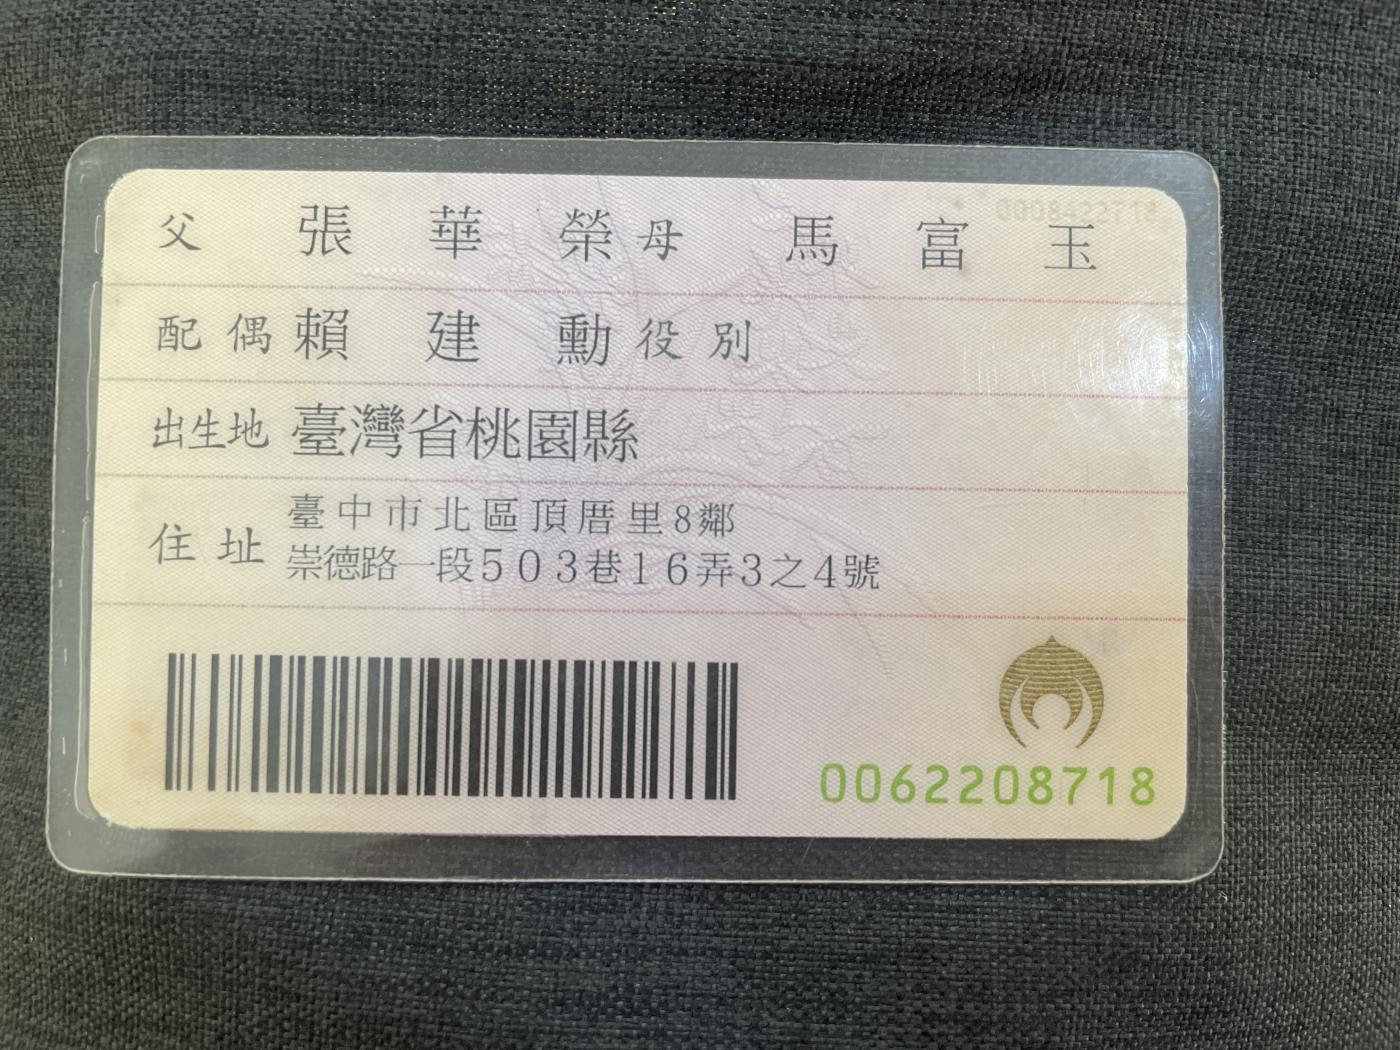 父 張華榮 母 馬富玉
配偶 賴建勳 役別
出生地 臺灣省桃園縣
住址 臺中市北區頂厝里8鄰
崇德路一段503巷16弄3之4號
0062208718